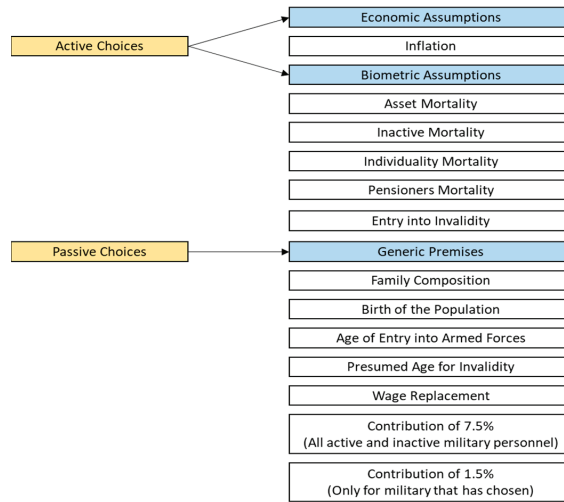 Economic Assumptions
Active Choices
Inflation
Biometric Assumptions
Asset Mortality
Inactive Mortality
Individuality Mortality
Pensioners Mortality
Entry into Invalidity
Passive Choices
Generic Premises
Family Composition
Birth of the Population
Age of Entry into Armed Forces
Presumed Age for Invalidity
Wage Replacement
Contribution of 7.5%
(All active and inactive military personnel)
Contribution of 1.5%
(Only for military that has chosen)